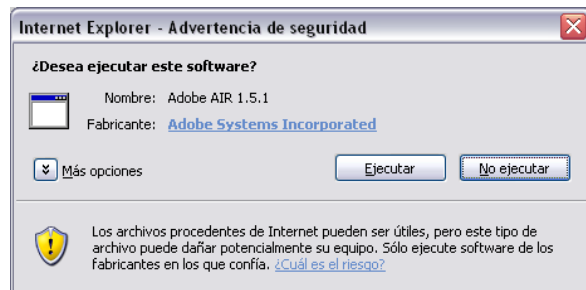 Internet Explorer - Advertencia de seguridad
¿Desea ejecutar este software?
Nombre: Adobe AIR 1.5.1
Fabricante: Adobe Systems Incorporated
Más opciones
Ejecutar
No ejecutar
Los archivos procedentes de Internet pueden ser útiles, pero este tipo de
archivo puede dañar potencialmente su equipo. Sólo ejecute software de los
fabricantes en los que confía. ¿Cuál es el riesgo?